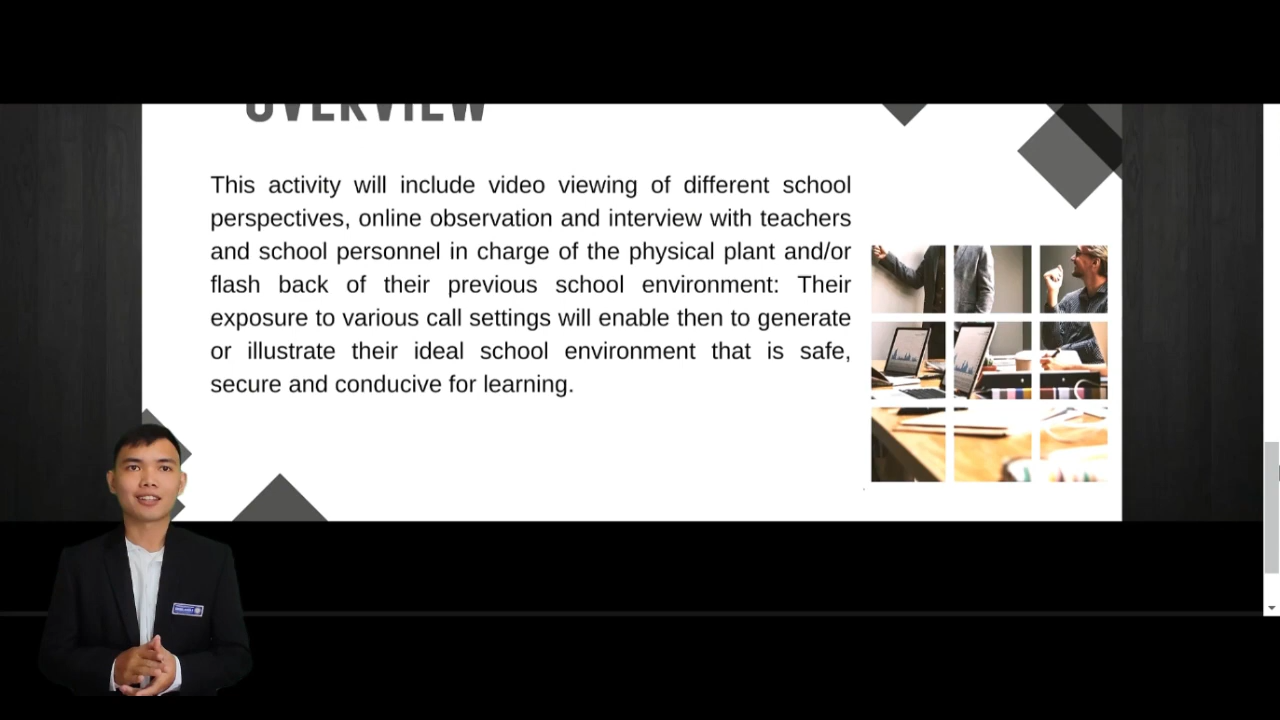 OVERVIEW
This activity will include video viewing of different school
perspectives, online observation and interview with teachers
and school personnel in charge of the physical plant and/or
flash back of their previous school environment: Their
exposure to various call settings will enable then to generate
or illustrate their ideal school environment that is safe,
secure and conducive for learning.